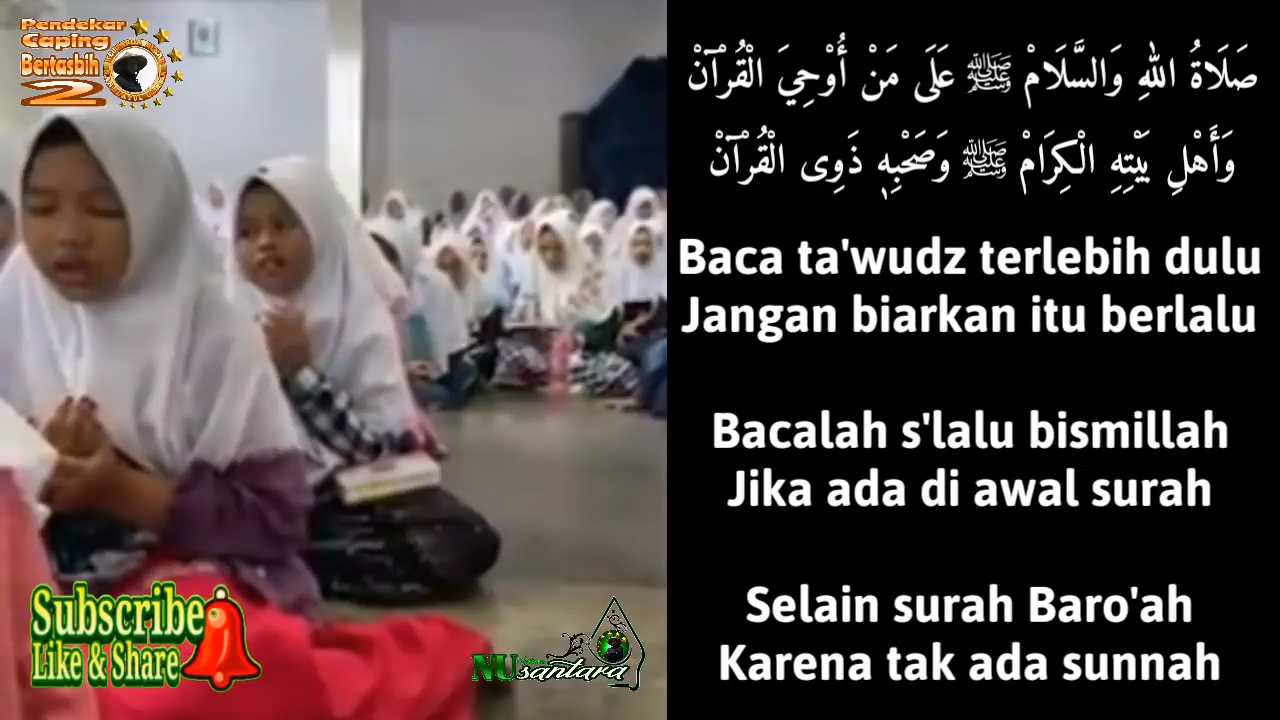 Pendekar
Caping
Bertasbih
2
صَلَاةُ اللهِ وَالسَّلَامْ ﷺ عَلَى مَنْ أُوْحِيَ الْقُرْآنْ
وَأَهْلِ بَيْتِهِ الْكِرَامْ ﷺ وَصَحْبِهٖ ذَوِى الْقُرْآنْ
Baca ta'wudz terlebih dulu
Jangan biarkan itu berlalu
Bacalah s'lalu bismillah
Jika ada di awal surah
Selain surah Baro'ah
Karena tak ada sunnah
Subscribe
Like & Share
NUsantara